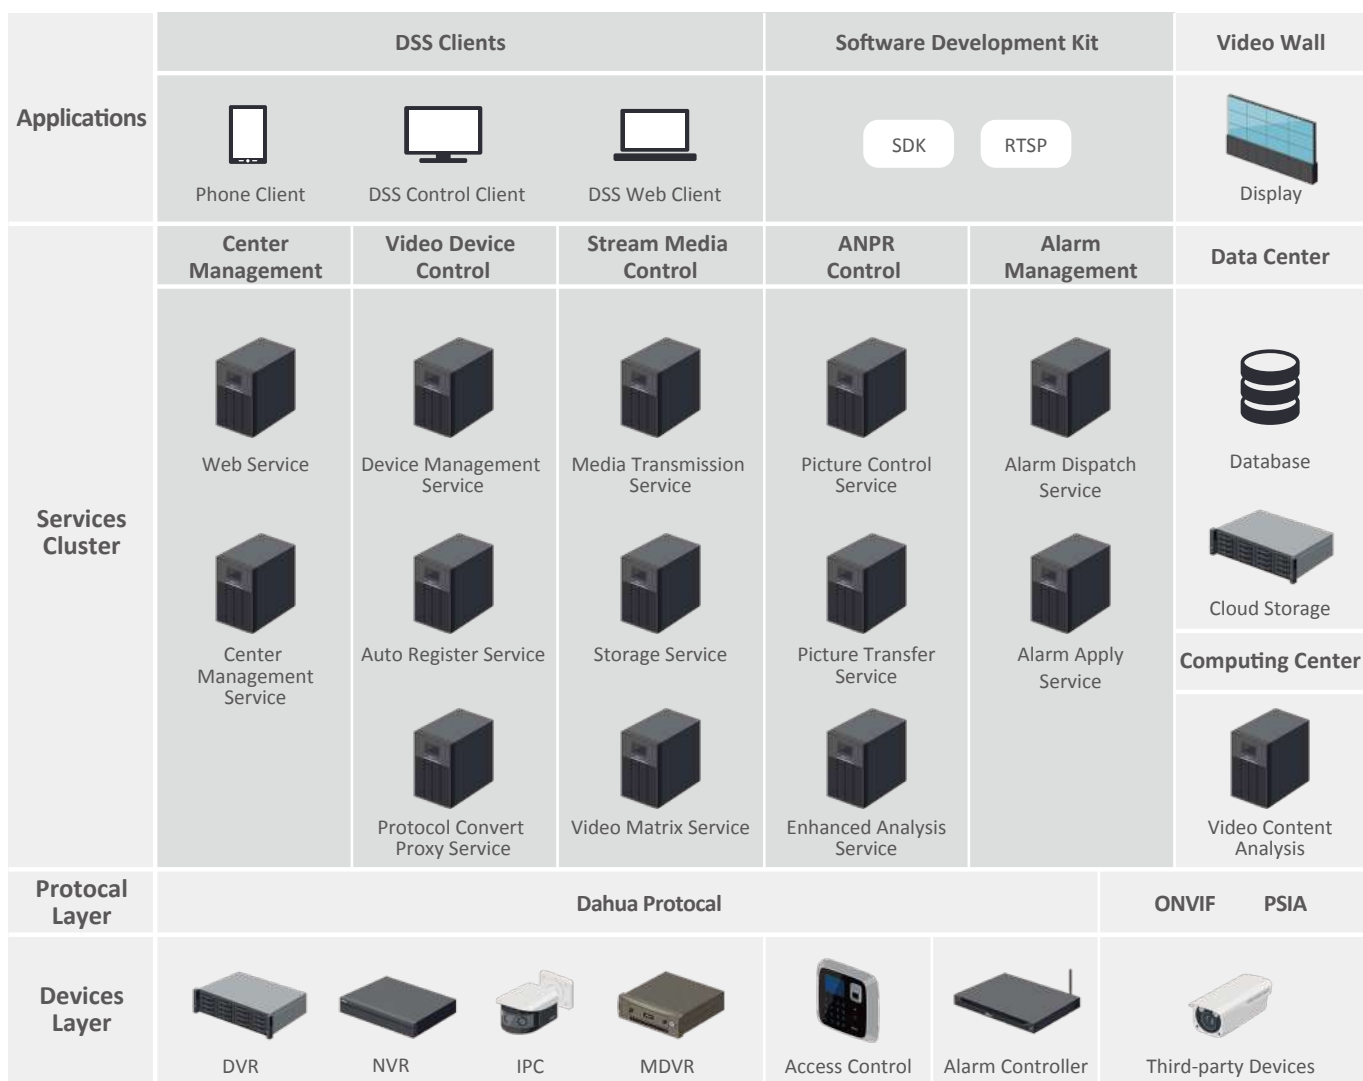 DSS Clients
Software Development Kit
Video Wall
Applications
SDK
RTSP
Phone Client
DSS Control Client
DSS Web Client
Display
Center
Management
Video Device
Control
Stream Media
Control
ANPR
Control
Alarm
Management
Data Center
Services
Cluster
Web Service
Device Management
Service
Media Transmission
Service
Picture Control
Service
Alarm Dispatch
Service
Database
Cloud Storage
Center
Management
Service
Auto Register Service
Storage Service
Picture Transfer
Service
Alarm Apply
Service
Computing Center
Protocol Convert
Proxy Service
Video Matrix Service
Enhanced Analysis
Service
Video Content
Analysis
Protocal
Layer
Dahua Protocal
ONVIF
PSIA
Devices
Layer
DVR
NVR
IPC
MDVR
Access Control
Alarm Controller
Third-party Devices